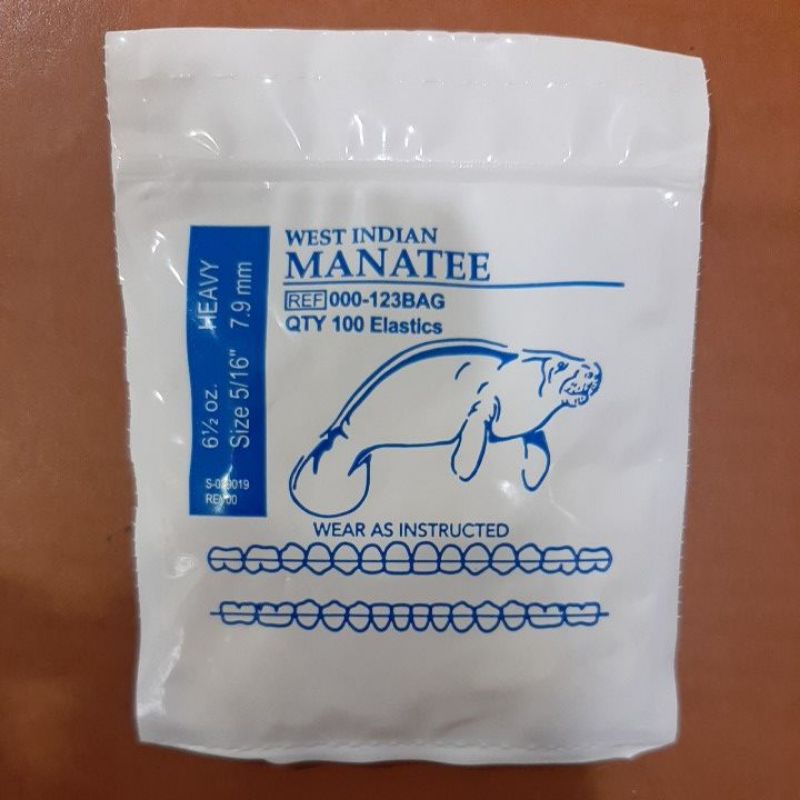 WEST INDIAN
MANATEE
REF 000-123BAG
QTY 100 Elastics
6½ oz. HEAVY
Size 5/16" 7.9 mm
REV00
WEAR AS INSTRUCTED